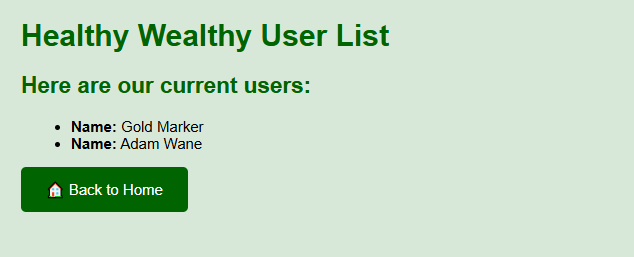 Healthy Wealthy User List
Here are our current users:
Name: Gold Marker
Name: Adam Wane
Back to Home